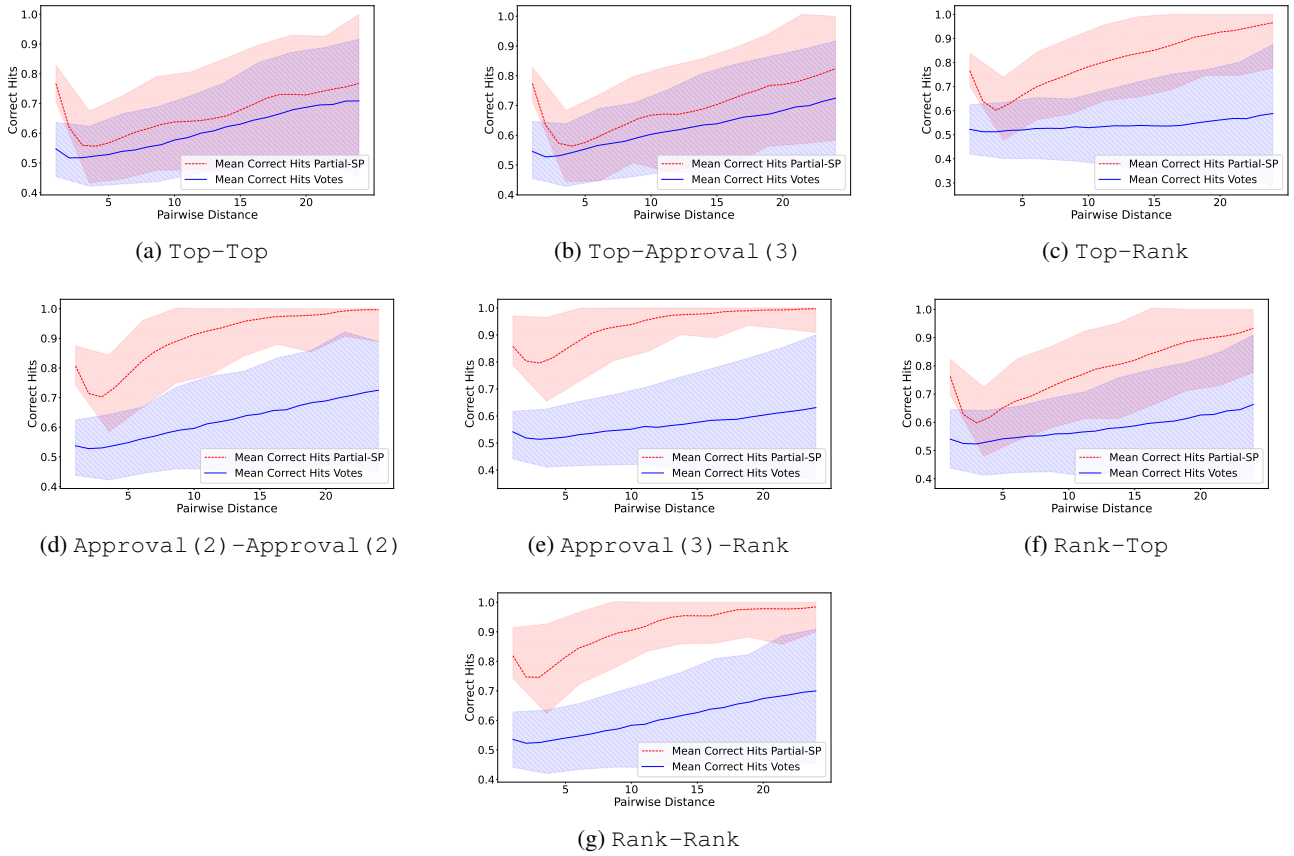 1.0
0.9
0.8
0.7
0.6
0.5
0.4
Correct Hits
5
10
15
20
Pairwise Distance
Mean Correct Hits Partial-SP
Mean Correct Hits Votes
(a) Top-Top
1.0
0.9
0.8
0.7
0.6
0.5
0.4
Correct Hits
5
10
15
20
Pairwise Distance
Mean Correct Hits Partial-SP
Mean Correct Hits Votes
(b) Top-Approval(3)
1.0
0.9
0.8
0.7
0.6
0.5
0.4
0.3
Correct Hits
5
10
15
20
Pairwise Distance
Mean Correct Hits Partial-SP
Mean Correct Hits Votes
(c) Top-Rank
1.0
0.9
0.8
0.7
0.6
0.5
0.4
Correct Hits
5
10
15
20
Pairwise Distance
Mean Correct Hits Partial-SP
Mean Correct Hits Votes
(d) Approval(2)-Approval(2)
1.0
0.9
0.8
0.7
0.6
0.5
0.4
Correct Hits
5
10
15
20
Pairwise Distance
Mean Correct Hits Partial-SP
Mean Correct Hits Votes
(e) Approval(3)-Rank
1.0
0.9
0.8
0.7
0.6
0.5
0.4
Correct Hits
5
10
15
20
Pairwise Distance
Mean Correct Hits Partial-SP
Mean Correct Hits Votes
(f) Rank-Top
1.0
0.9
0.8
0.7
0.6
0.5
0.4
Correct Hits
5
10
15
20
Pairwise Distance
Mean Correct Hits Partial-SP
Mean Correct Hits Votes
(g) Rank-Rank